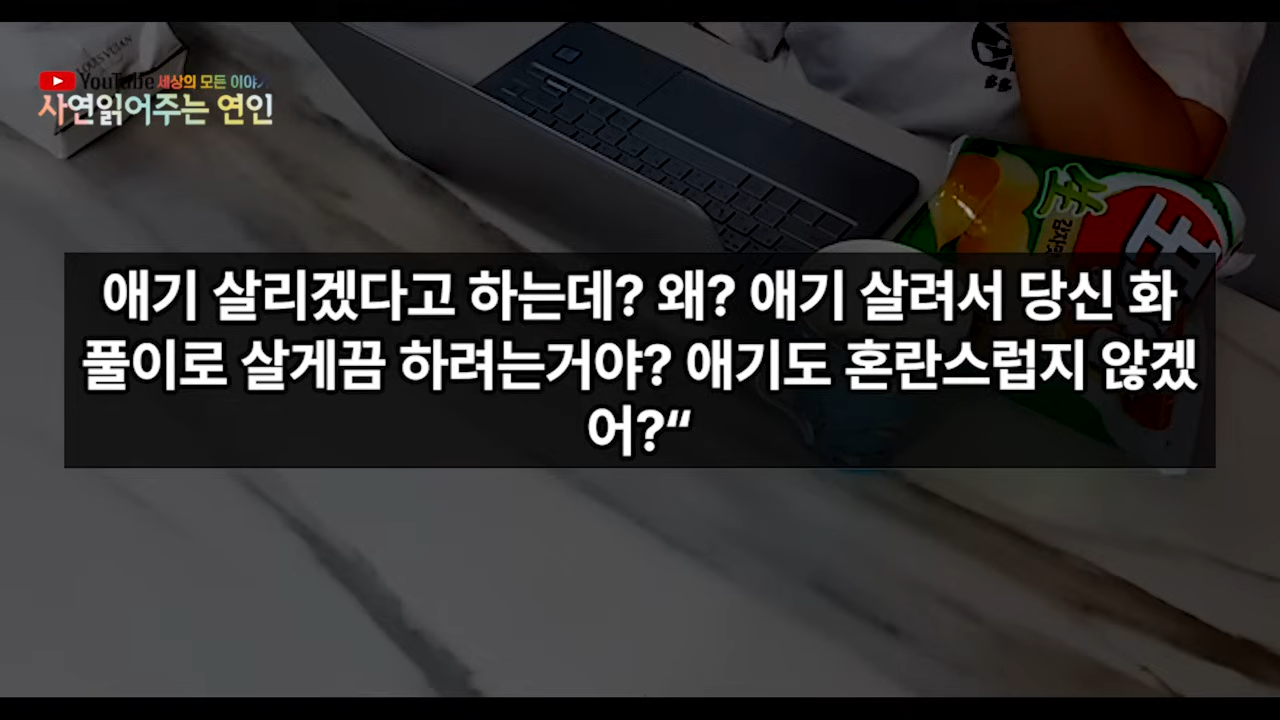 YouTube 세상의 모든 이야
사연읽어주는 연인
애기 살리겠다고 하는데? 왜? 애기 살려서 당신 화
풀이로 살게끔 하려는거야? 애기도 혼란스럽지 않겠
어?“
生
포